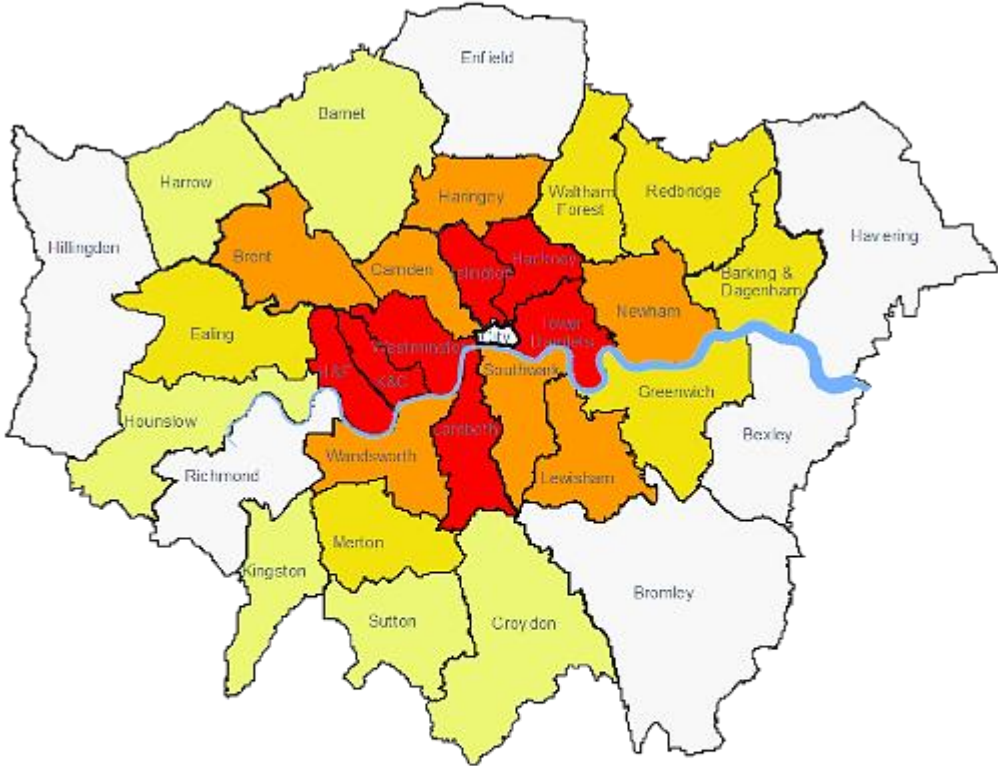 Enfield
Barnet
Harrow
Haringey
Waltham
Forest
Redbridge
Hillingdon
Havering
Brent
Camden
Islington
Hackney
Barking &
Dagenham
Newham
Ealing
Tower
Hamlets
City
Westminster
H&F
K&C
Southwark
Greenwich
Hounslow
Lambeth
Bexley
Wandsworth
Richmond
Lewisham
Merton
Kingston
Sutton
Croydon
Bromley